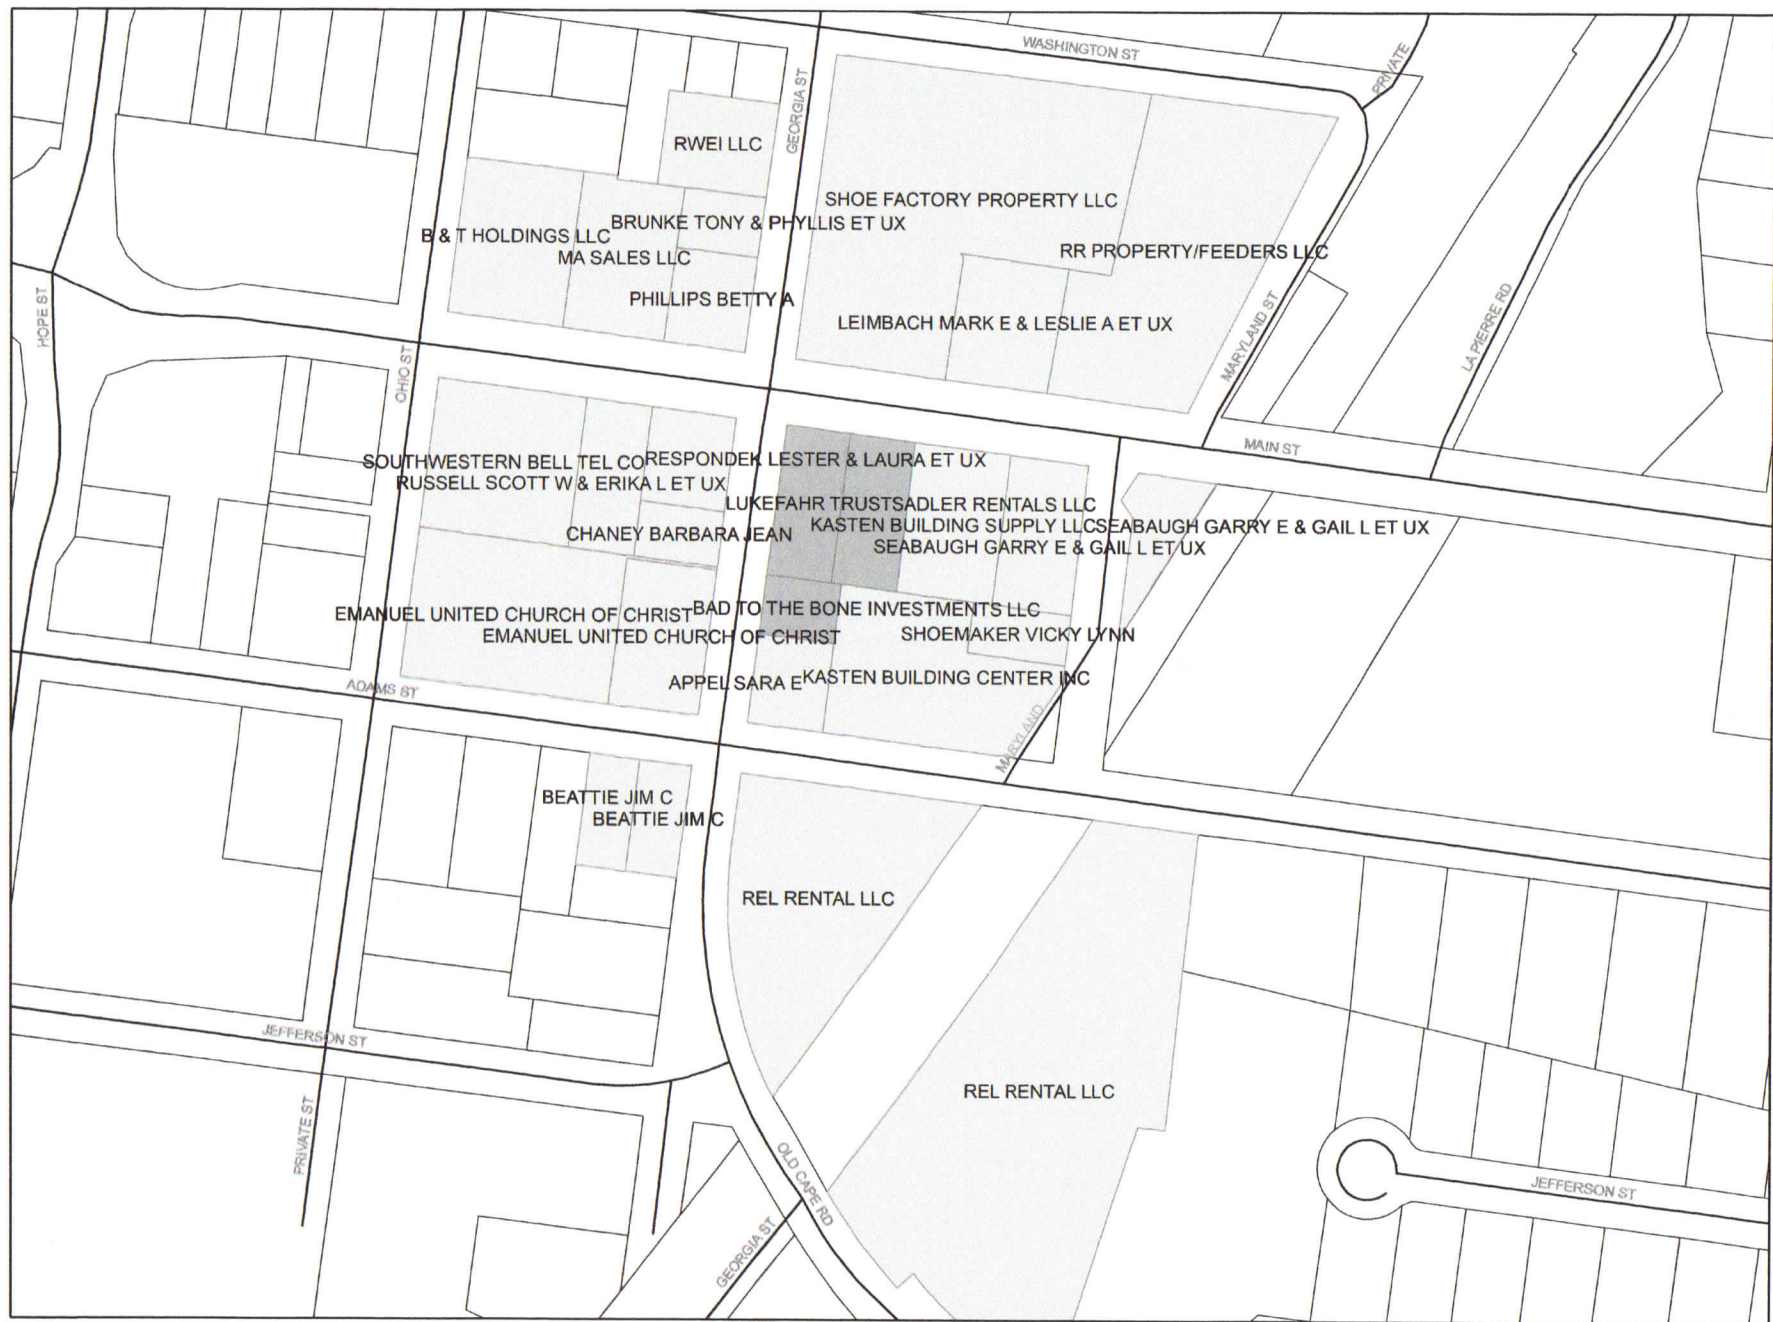 WASHINGTON ST
PRIVATE
GEORGIA ST
RWEI LLC
SHOE FACTORY PROPERTY LLC
BRUNKE TONY & PHYLLIS ET UX
B & T HOLDINGS LLC
MA SALES LLC
RR PROPERTY/FEEDERS LLC
PHILLIPS BETTY A
HOPE ST
LEIMBACH MARK E & LESLIE A ET UX
MARYLAND ST
LA PIERRE RD
OHIO ST
MAIN ST
SOUTHWESTERN BELL TEL CO
RESPONDEK LESTER & LAURA ET UX
RUSSELL SCOTT W & ERIKA L ET UX
LUKEFAHR TRUST
SADLER RENTALS LLC
KASTEN BUILDING SUPPLY LLC
SEABAUGH GARRY E & GAIL L ET UX
CHANEY BARBARA JEAN
SEABAUGH GARRY E & GAIL L ET UX
EMANUEL UNITED CHURCH OF CHRIST
BAD TO THE BONE INVESTMENTS LLC
EMANUEL UNITED CHURCH OF CHRIST
SHOEMAKER VICKY LYNN
APPEL SARA E
KASTEN BUILDING CENTER INC
ADAMS ST
MARYLAND
BEATTIE JIM C
BEATTIE JIM C
REL RENTAL LLC
JEFFERSON ST
REL RENTAL LLC
PRIVATE ST
OLD CAPE RD
JEFFERSON ST
GEORGIA ST